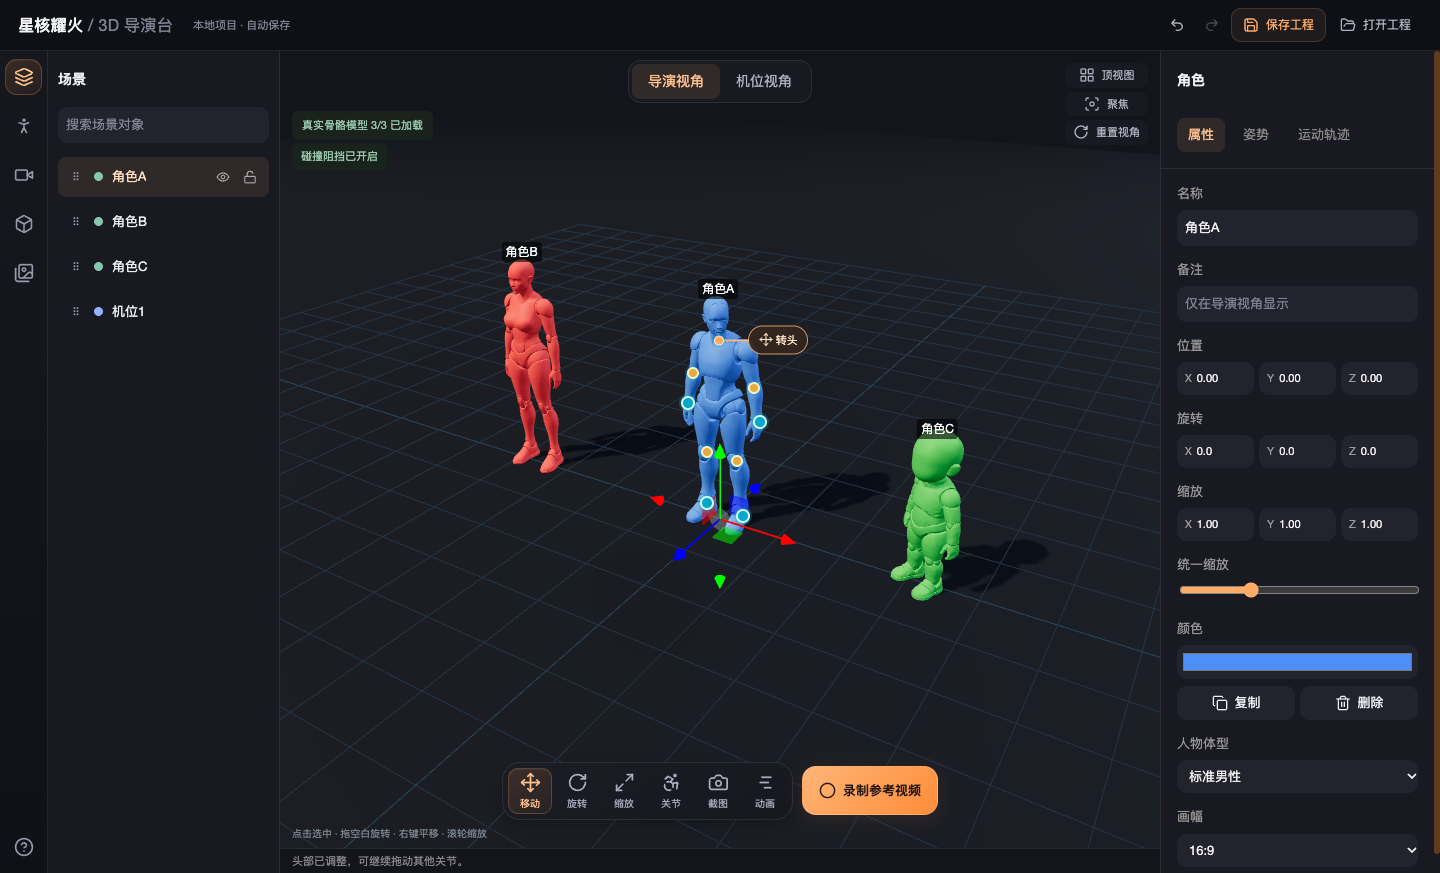 星核耀火 / 3D 导演台 本地项目 · 自动保存
保存工程
打开工程
场景
搜索场景对象
角色A
角色B
角色C
机位1
导演视角 机位视角
真实骨骼模型 3/3 已加载
碰撞阻挡已开启
顶视图
聚焦
重置视角
角色B
角色A
转头
角色C
移动 旋转 缩放 关节 截图 动画
录制参考视频
点击选中 · 拖空白旋转 · 右键平移 · 滚轮缩放
头部已调整，可继续拖动其他关节。
角色
属性 姿势 运动轨迹
名称
角色A
备注
仅在导演视角显示
位置
X 0.00 Y 0.00 Z 0.00
旋转
X 0.0 Y 0.0 Z 0.0
缩放
X 1.00 Y 1.00 Z 1.00
统一缩放
颜色
复制 删除
人物体型
标准男性
画幅
16:9